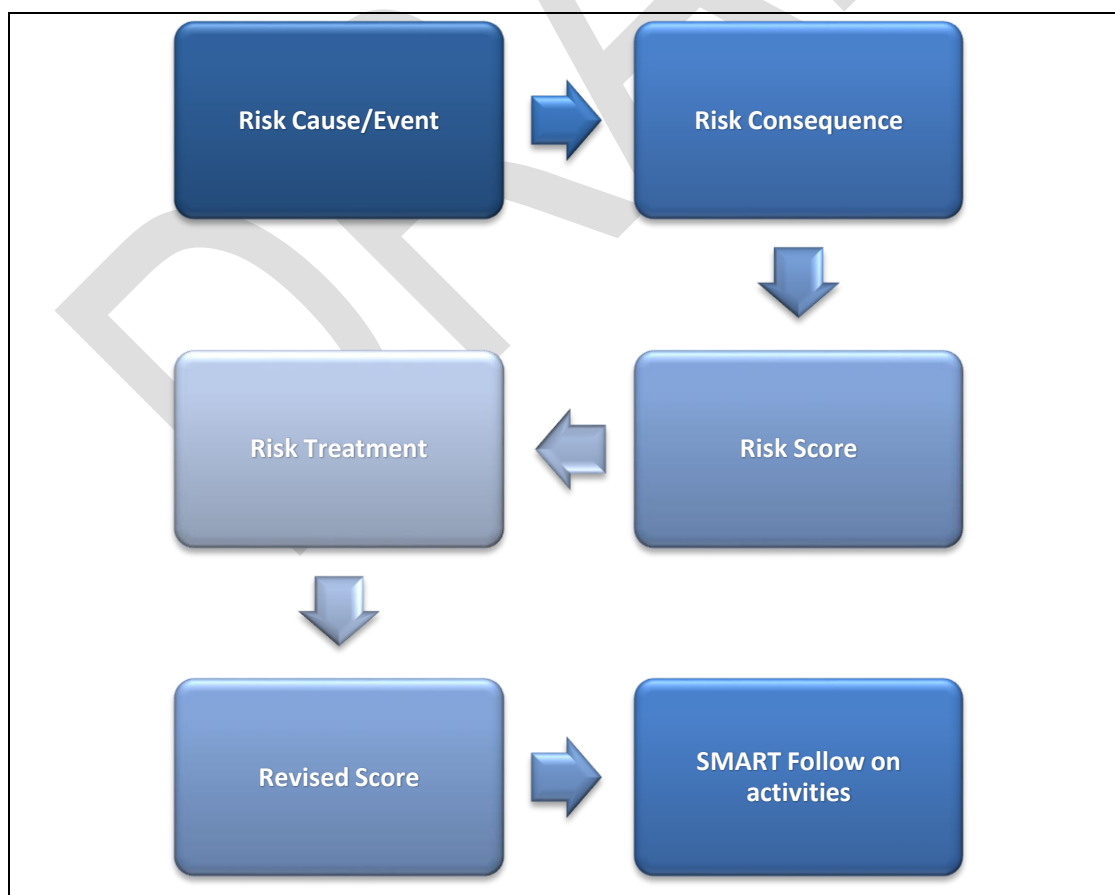 Risk Cause/Event
Risk Consequence
Risk Treatment
Risk Score
Revised Score
SMART Follow on
activities